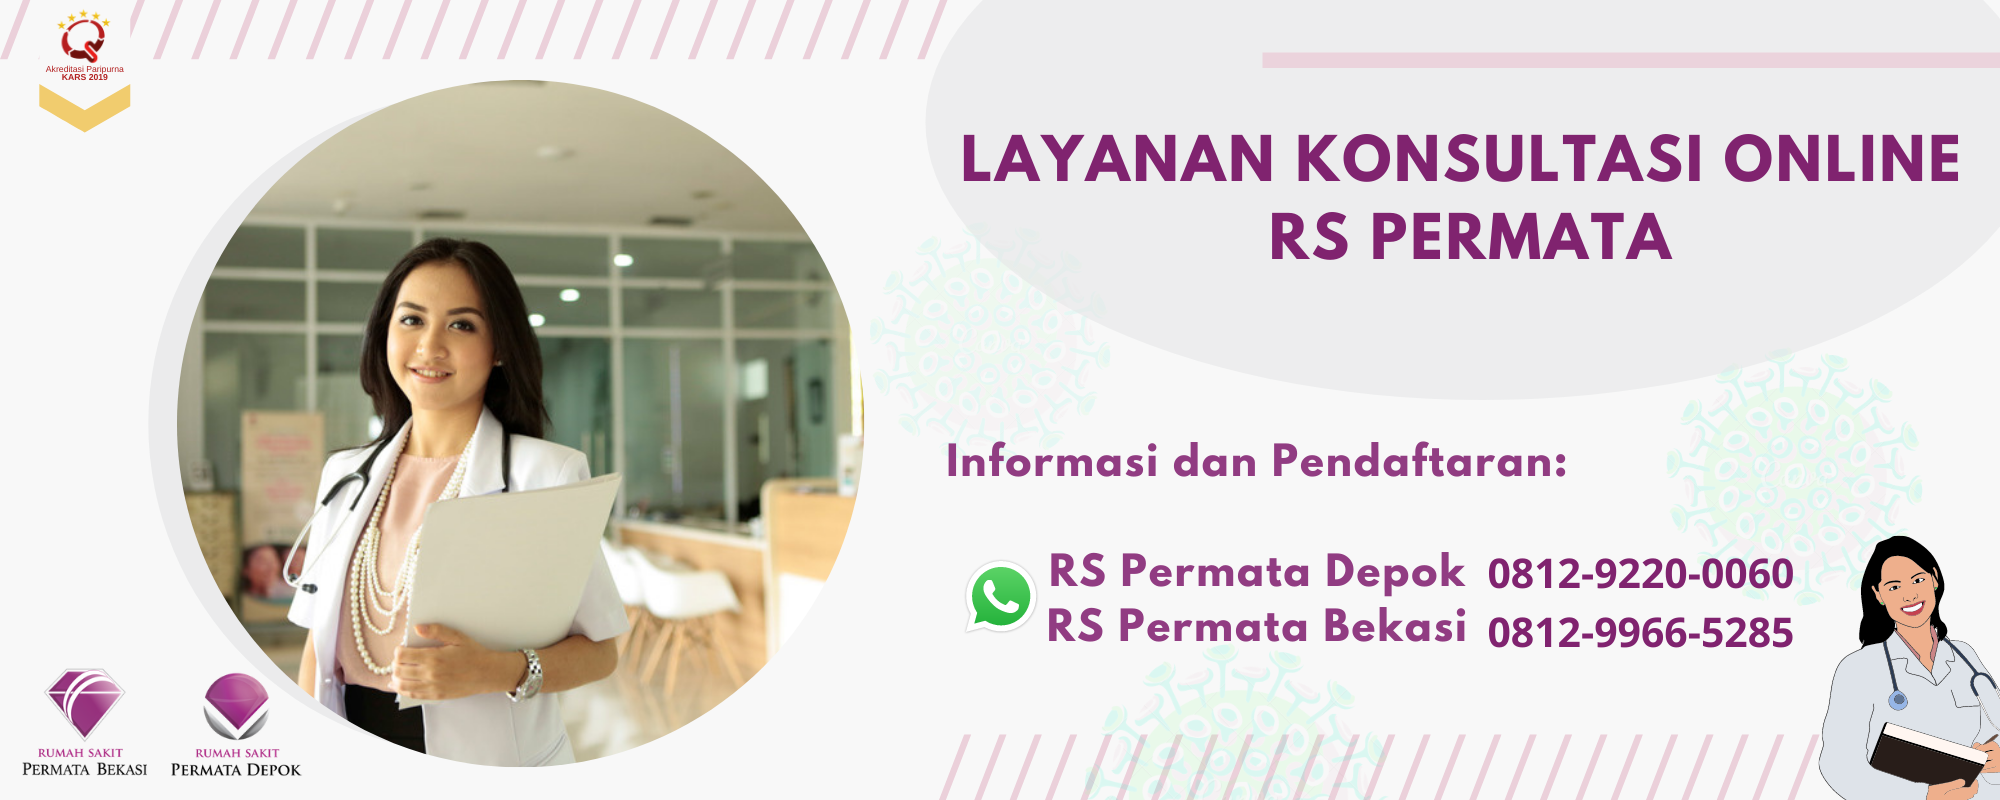 Akreditasi Paripurna
KARS 2019
LAYANAN KONSULTASI ONLINE
RS PERMATA
Informasi dan Pendaftaran:
RS Permata Depok 0812-9220-0060
RS Permata Bekasi 0812-9966-5285
RUMAH SAKIT
PERMATA BEKASI
RUMAH SAKIT
PERMATA DEPOK